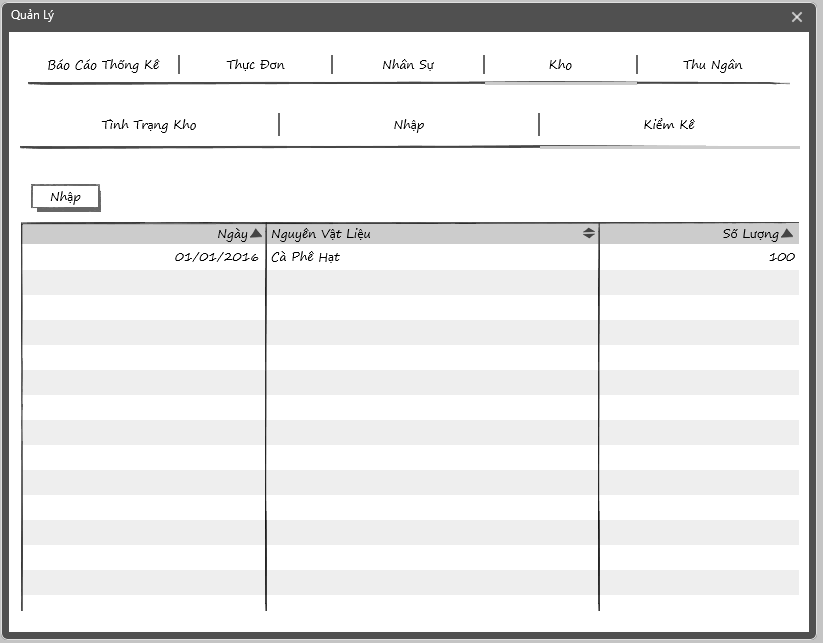 Quản Lý
Báo Cáo Thống Kê Thực Đơn Nhân Sự Kho Thu Ngân
Tình Trạng Kho Nhập Kiểm Kê
Nhập
Ngày Nguyên Vật Liệu Số Lượng
01/01/2016 Cà Phê Hạt 100